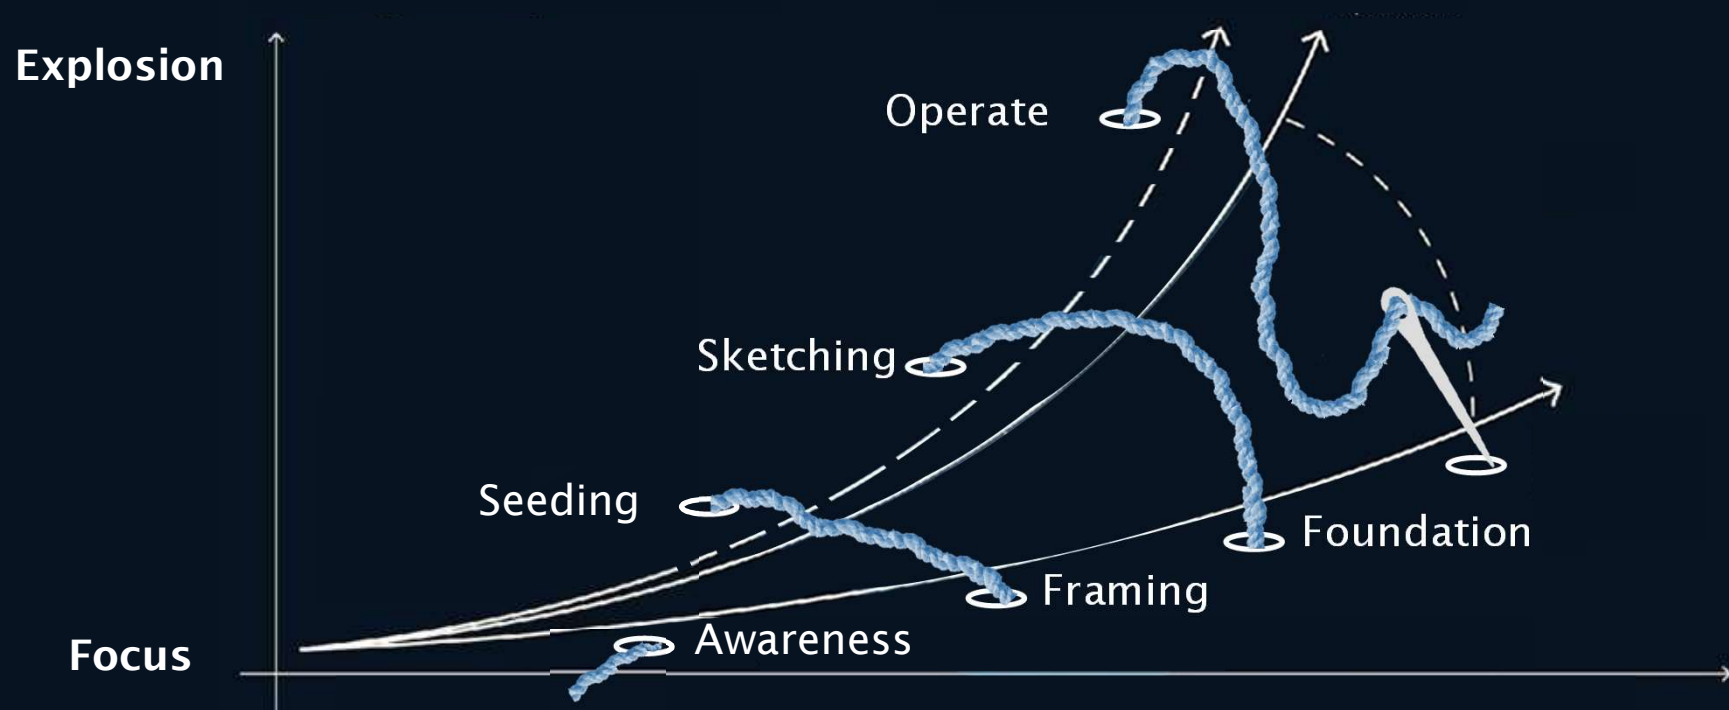 Explosion
Operate
Sketching
Seeding
Foundation
Framing
Awareness
Focus